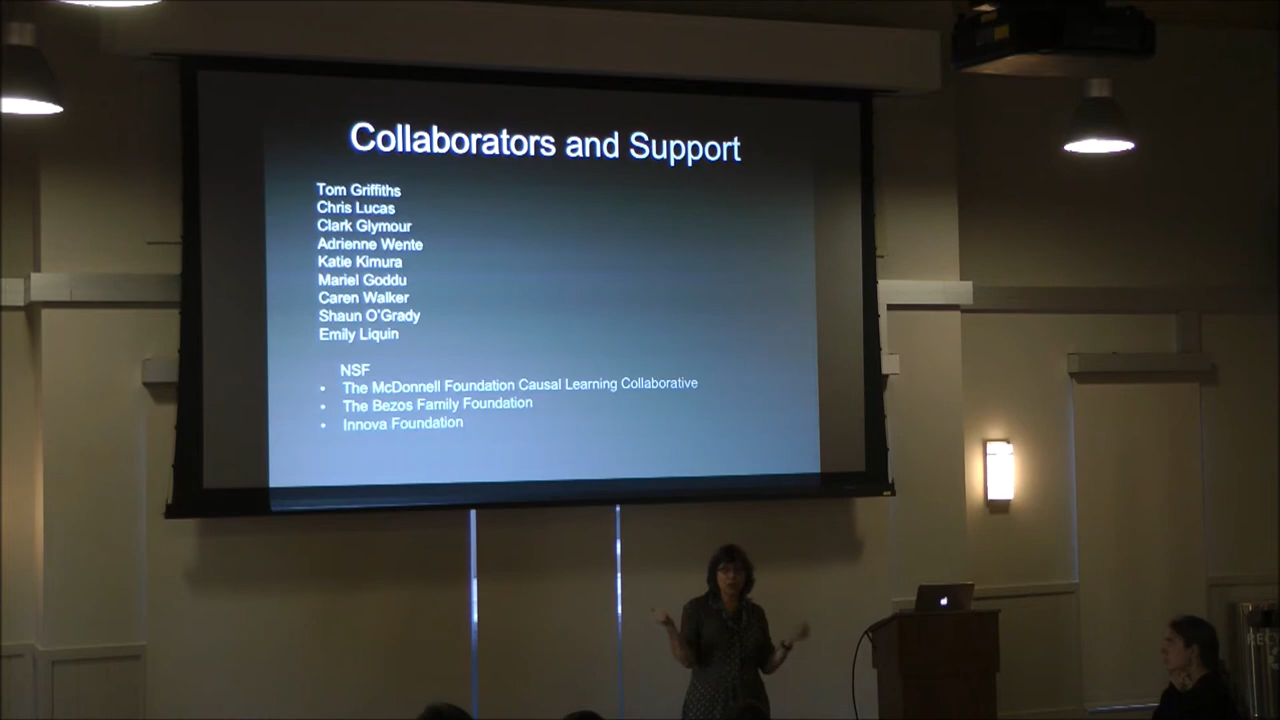 Collaborators and Support
Tom Griffiths
Chris Lucas
Clark Glymour
Adrienne Wente
Katie Kimura
Mariel Goddu
Caren Walker
Shaun O'Grady
Emily Liquin
NSF
• The McDonnell Foundation Causal Learning Collaborative
• The Bezos Family Foundation
• Innova Foundation